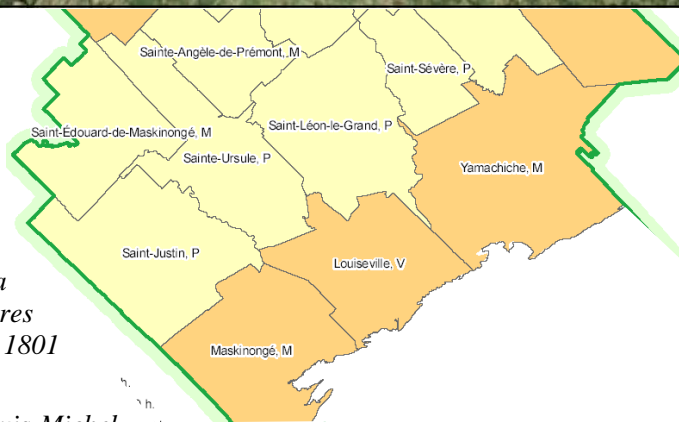 Sainte-Angèle-de-Prémont, M
Saint-Sévère, P
Saint-Édouard-de-Maskinongé, M
Saint-Léon-le-Grand, P
Sainte-Ursule, P
Yamachiche, M
Saint-Justin, P
Louiseville, V
Maskinongé, M
res
1801
h.
h.